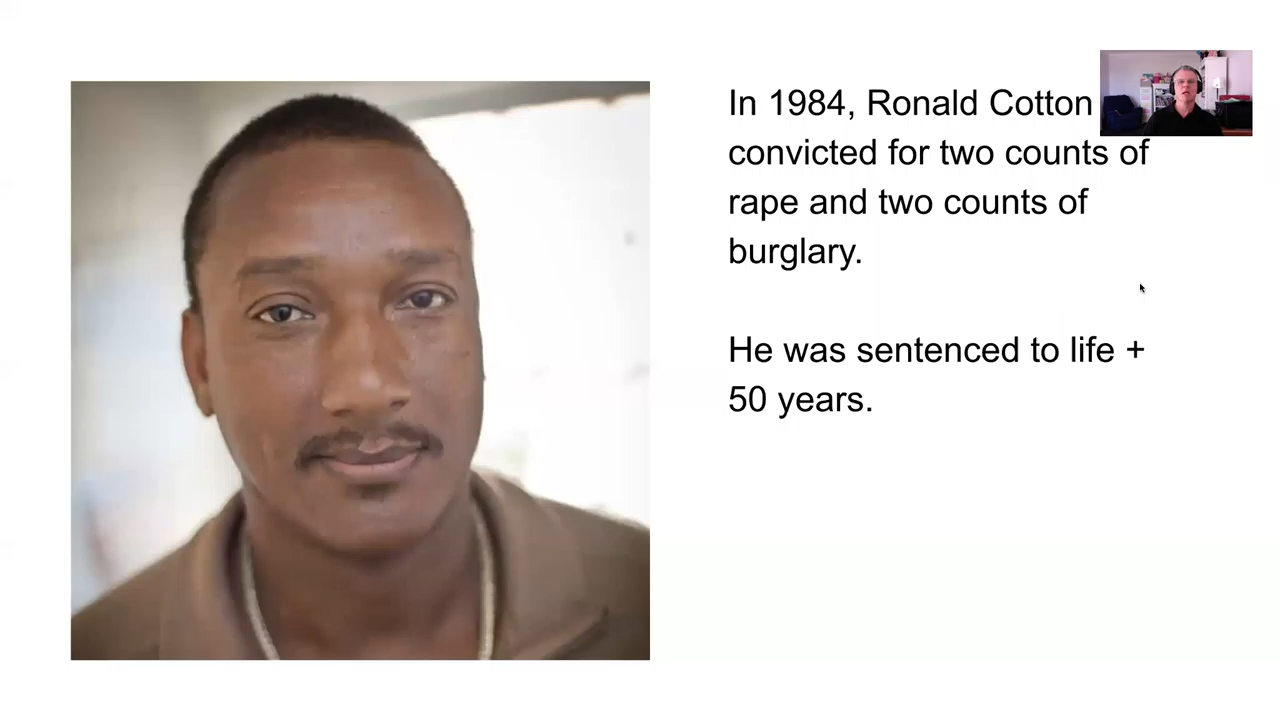 In 1984, Ronald Cotton
convicted for two counts of
rape and two counts of
burglary.
He was sentenced to life +
50 years.